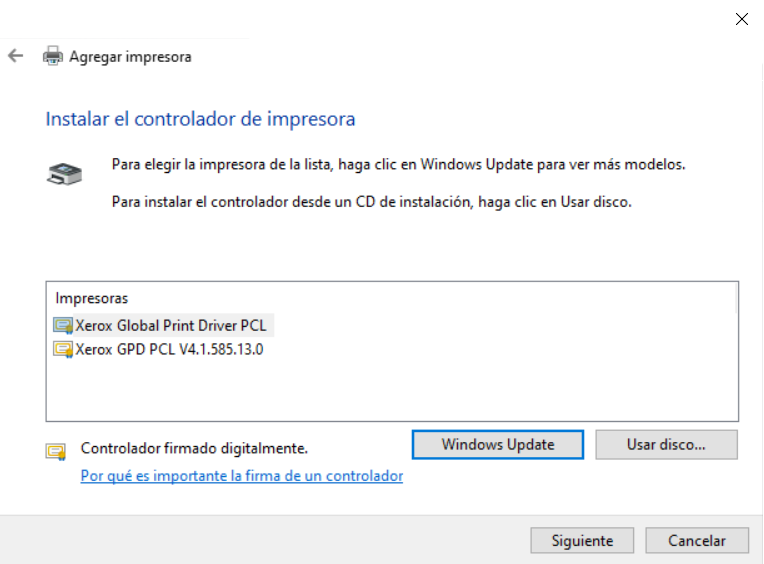 Agregar impresora
Instalar el controlador de impresora
Para elegir la impresora de la lista, haga clic en Windows Update para ver más modelos.
Para instalar el controlador desde un CD de instalación, haga clic en Usar disco.
Impresoras
Xerox Global Print Driver PCL
Xerox GPD PCL V4.1.585.13.0
Controlador firmado digitalmente.
Windows Update
Usar disco...
Por qué es importante la firma de un controlador
Siguiente
Cancelar